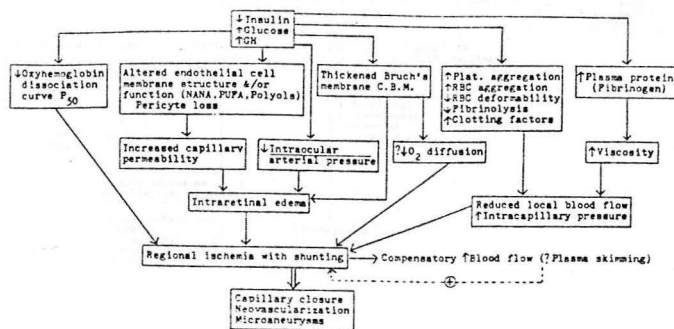 ↓Insulin
↑Glucose
↑GH
↓Oxyhemoglobin
dissociation
curve P50
Altered endothelial cell
membrane structure &/or
function (NANA,PUFA,Polyols)
Pericyte loss
Thickened Bruch's
membrane C.B.M.
↑Plat. aggregation
↑RBC aggregation
↓RBC deformability
↓Fibrinolysis
↑Clotting factors
↑Plasma protein
(Fibrinogen)
Increased capillary
permeability
↓Intraocular
arterial pressure
?↓O2 diffusion
↑Viscosity
Intraretinal edema
Reduced local blood flow
↑Intracapillary pressure
Regional ischemia with shunting
Compensatory ↑Blood flow (?Plasma skimming)
+
Capillary closure
Neovascularization
Microaneurysms